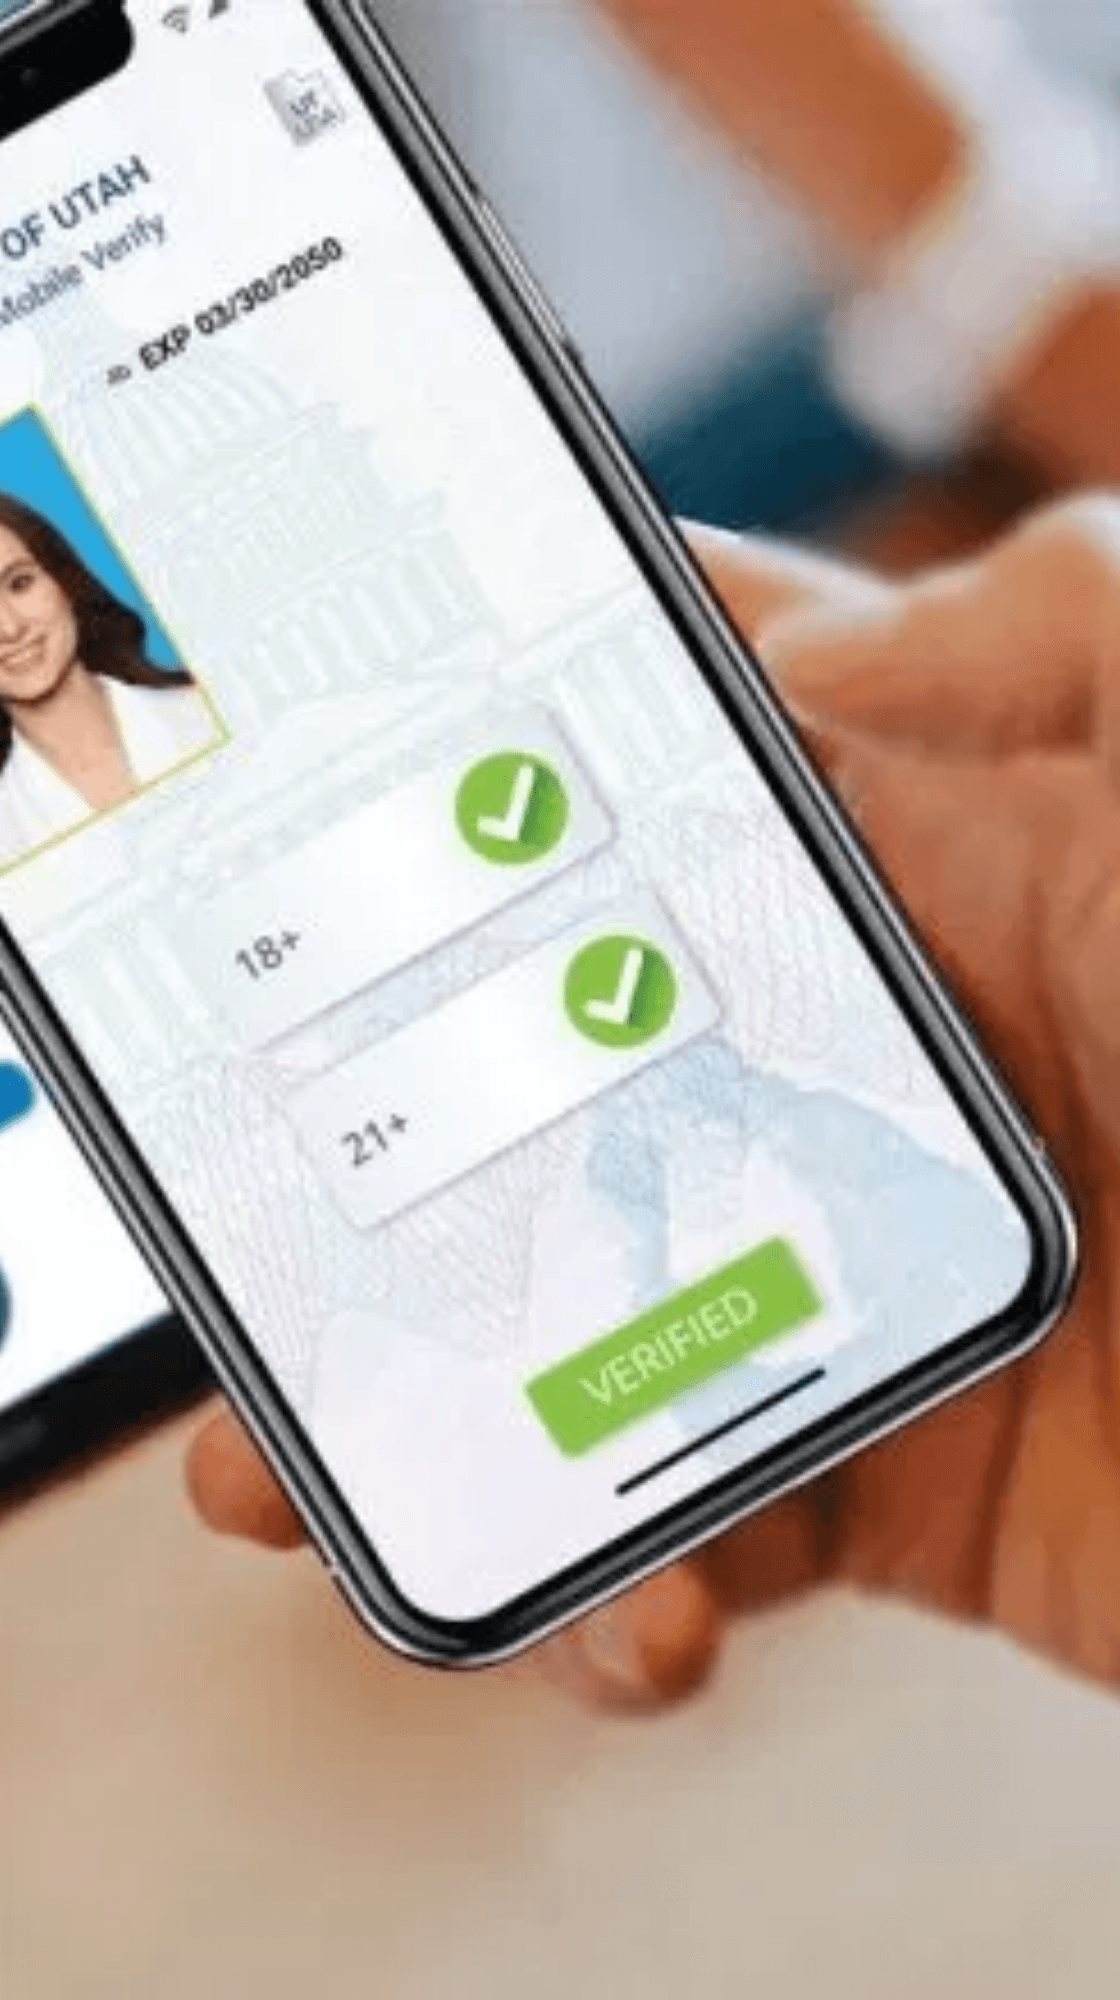 OF UTAH
Mobile Verify
EXP 03/30/2050
18+
21+
VERIFIED